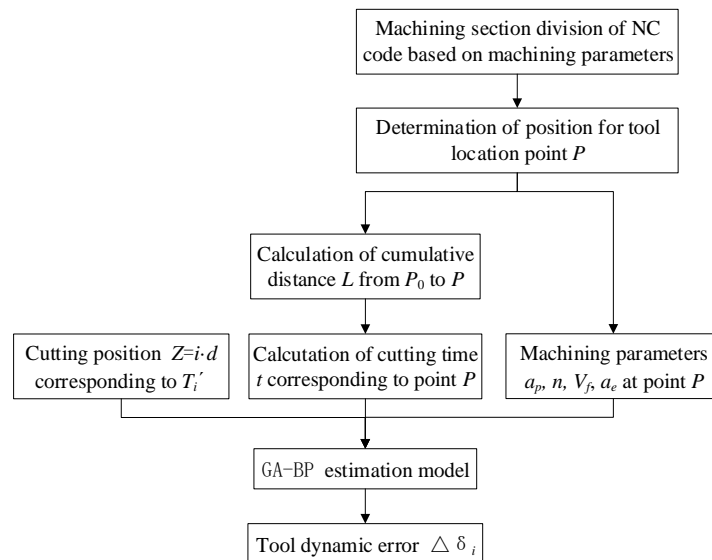 Machining section division of NC
code based on machining parameters
Determination of position for tool
location point P
Calculation of cumulative
distance L from P₀ to P
Cutting position Z=i·d
corresponding to Tᵢ′
Calcutation of cutting time
t corresponding to point P
Machining parameters
aₚ, n, V_f, aₑ at point P
GA-BP estimation model
Tool dynamic error △ δ ᵢ